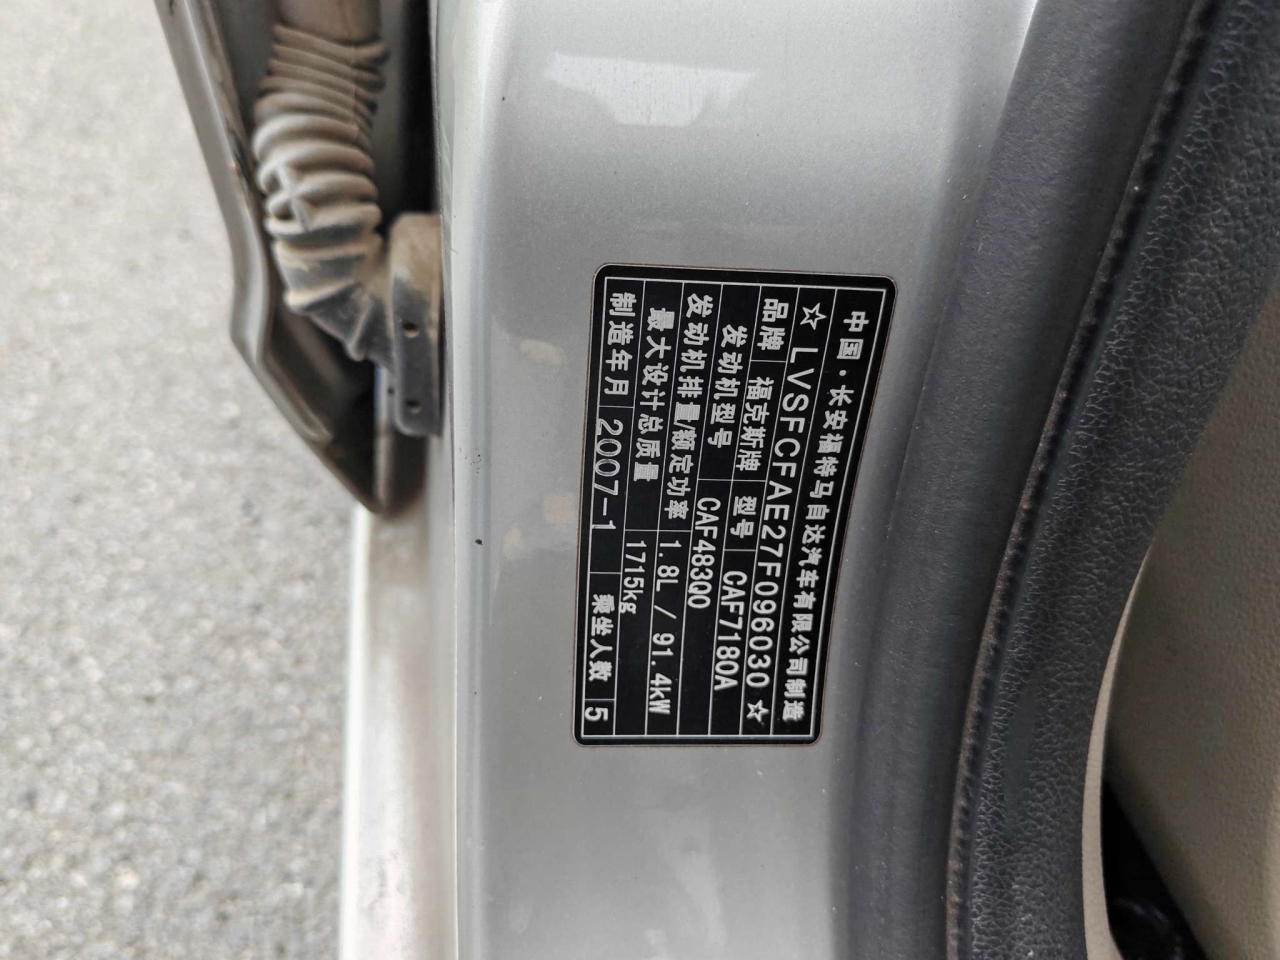 中国·长安福特马自达汽车有限公司制造
☆ LVSFCFAE27F096030 ☆
品牌 福克斯牌 型号 CAF7180A
发动机型号 CAF483Q0
发动机排量/额定功率 1.8L / 91.4kW
最大设计总质量 1715kg
制造年月 2007-1 乘坐人数 5